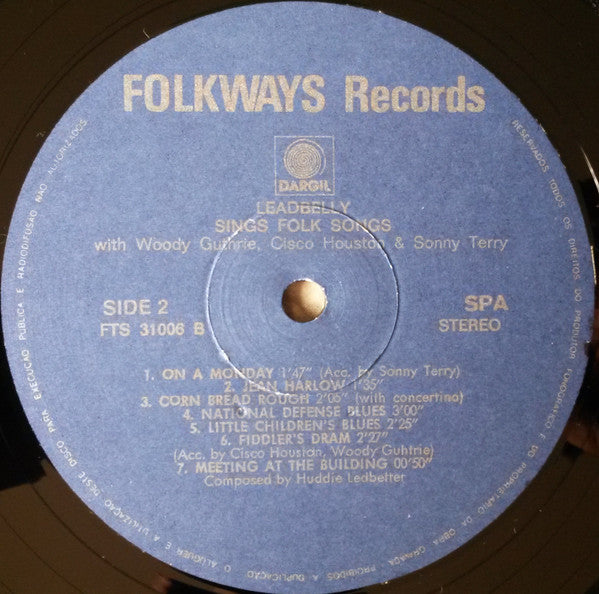 FOLKWAYS Records
DARGIL
LEADBELLY
SINGS FOLK SONGS
with Woody Guthrie, Cisco Houston & Sonny Terry
SIDE 2
FTS 31006 B
SPA
STEREO
1. ON A MONDAY 1'47" (Acc. by Sonny Terry)
2. JEAN HARLOW 1'35"
3. CORN BREAD ROUGH 2'05" (with concertino)
4. NATIONAL DEFENSE BLUES 3'00"
5. LITTLE CHILDREN'S BLUES 2'25"
6. FIDDLER'S DRAM 2'27"
(Acc. by Cisco Houston, Woody Guhtrie)
7. MEETING AT THE BUILDING 00'50"
Composed by Huddie Ledbetter
RESERVADOS TODOS OS DIREITOS DO PRODUTOR FONOGRÁFICO E DO PROPRIETÁRIO DA OBRA GRAVADA PROIBIDOS A DUPLICAÇÃO O ALUGUER E A UTILIZAÇÃO NESTE DISCO PARA EXECUÇÃO PÚBLICA E RADIODIFUSÃO NÃO AUTORIZADOS